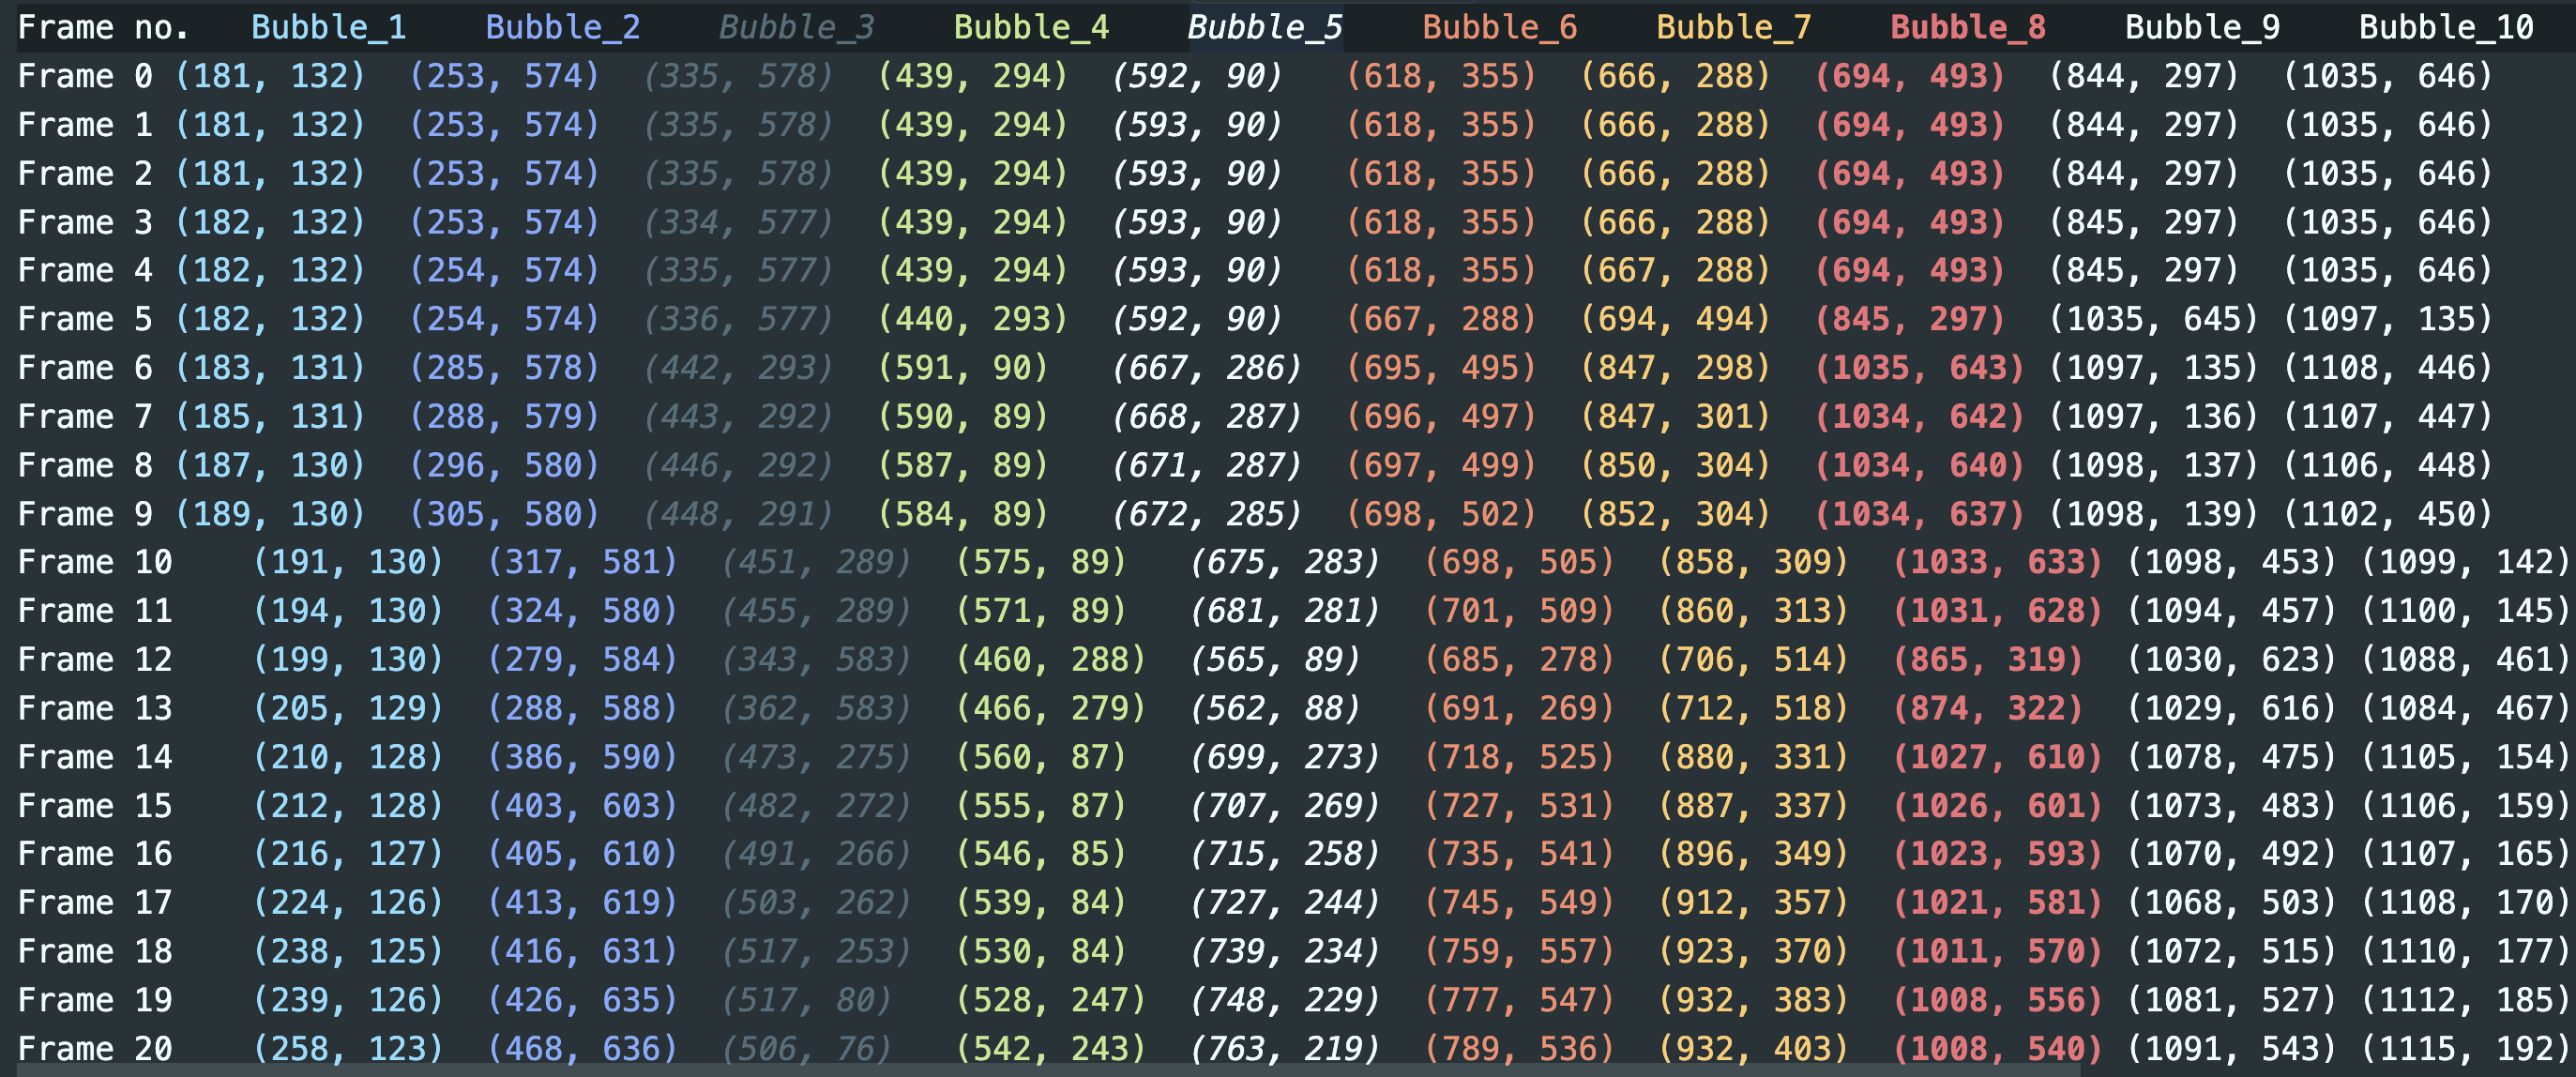 Frame no. Bubble_1 Bubble_2 Bubble_3 Bubble_4 Bubble_5 Bubble_6 Bubble_7 Bubble_8 Bubble_9 Bubble_10
Frame 0 (181, 132) (253, 574) (335, 578) (439, 294) (592, 90) (618, 355) (666, 288) (694, 493) (844, 297) (1035, 646)
Frame 1 (181, 132) (253, 574) (335, 578) (439, 294) (593, 90) (618, 355) (666, 288) (694, 493) (844, 297) (1035, 646)
Frame 2 (181, 132) (253, 574) (335, 578) (439, 294) (593, 90) (618, 355) (666, 288) (694, 493) (844, 297) (1035, 646)
Frame 3 (182, 132) (253, 574) (334, 577) (439, 294) (593, 90) (618, 355) (666, 288) (694, 493) (845, 297) (1035, 646)
Frame 4 (182, 132) (254, 574) (335, 577) (439, 294) (593, 90) (618, 355) (667, 288) (694, 493) (845, 297) (1035, 646)
Frame 5 (182, 132) (254, 574) (336, 577) (440, 293) (592, 90) (667, 288) (694, 494) (845, 297) (1035, 645) (1097, 135)
Frame 6 (183, 131) (285, 578) (442, 293) (591, 90) (667, 286) (695, 495) (847, 298) (1035, 643) (1097, 135) (1108, 446)
Frame 7 (185, 131) (288, 579) (443, 292) (590, 89) (668, 287) (696, 497) (847, 301) (1034, 642) (1097, 136) (1107, 447)
Frame 8 (187, 130) (296, 580) (446, 292) (587, 89) (671, 287) (697, 499) (850, 304) (1034, 640) (1098, 137) (1106, 448)
Frame 9 (189, 130) (305, 580) (448, 291) (584, 89) (672, 285) (698, 502) (852, 304) (1034, 637) (1098, 139) (1102, 450)
Frame 10 (191, 130) (317, 581) (451, 289) (575, 89) (675, 283) (698, 505) (858, 309) (1033, 633) (1098, 453) (1099, 142)
Frame 11 (194, 130) (324, 580) (455, 289) (571, 89) (681, 281) (701, 509) (860, 313) (1031, 628) (1094, 457) (1100, 145)
Frame 12 (199, 130) (279, 584) (343, 583) (460, 288) (565, 89) (685, 278) (706, 514) (865, 319) (1030, 623) (1088, 461)
Frame 13 (205, 129) (288, 588) (362, 583) (466, 279) (562, 88) (691, 269) (712, 518) (874, 322) (1029, 616) (1084, 467)
Frame 14 (210, 128) (386, 590) (473, 275) (560, 87) (699, 273) (718, 525) (880, 331) (1027, 610) (1078, 475) (1105, 154)
Frame 15 (212, 128) (403, 603) (482, 272) (555, 87) (707, 269) (727, 531) (887, 337) (1026, 601) (1073, 483) (1106, 159)
Frame 16 (216, 127) (405, 610) (491, 266) (546, 85) (715, 258) (735, 541) (896, 349) (1023, 593) (1070, 492) (1107, 165)
Frame 17 (224, 126) (413, 619) (503, 262) (539, 84) (727, 244) (745, 549) (912, 357) (1021, 581) (1068, 503) (1108, 170)
Frame 18 (238, 125) (416, 631) (517, 253) (530, 84) (739, 234) (759, 557) (923, 370) (1011, 570) (1072, 515) (1110, 177)
Frame 19 (239, 126) (426, 635) (517, 80) (528, 247) (748, 229) (777, 547) (932, 383) (1008, 556) (1081, 527) (1112, 185)
Frame 20 (258, 123) (468, 636) (506, 76) (542, 243) (763, 219) (789, 536) (932, 403) (1008, 540) (1091, 543) (1115, 192)